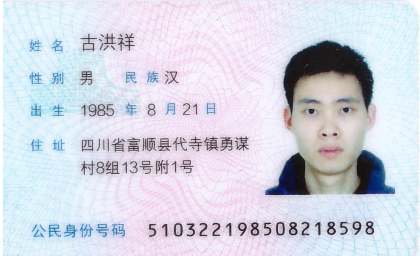 姓名 古洪祥
性别 男 民族 汉
出生 1985 年 8 月 21 日
住址 四川省富顺县代寺镇勇谋
村8组13号附1号
公民身份号码 510322198508218598